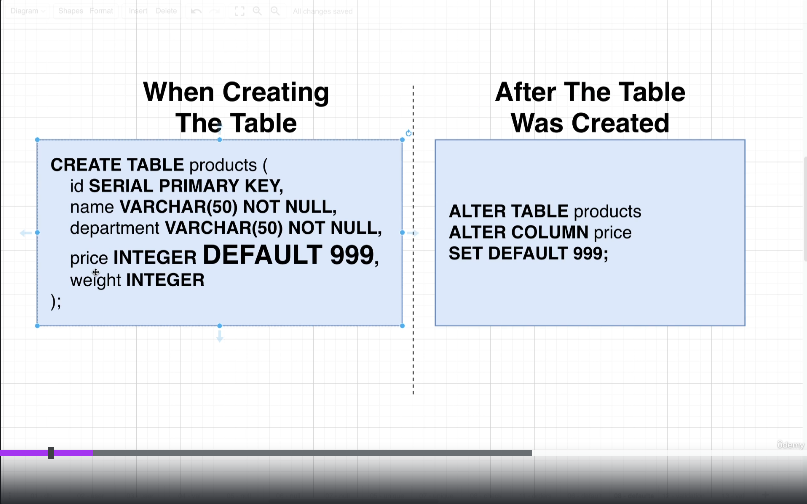 Diagram Shapes Format Insert Delete All changes saved
When Creating
The Table
CREATE TABLE products (
id SERIAL PRIMARY KEY,
name VARCHAR(50) NOT NULL,
department VARCHAR(50) NOT NULL,
price INTEGER DEFAULT 999,
weight INTEGER
);
After The Table
Was Created
ALTER TABLE products
ALTER COLUMN price
SET DEFAULT 999;
Udemy